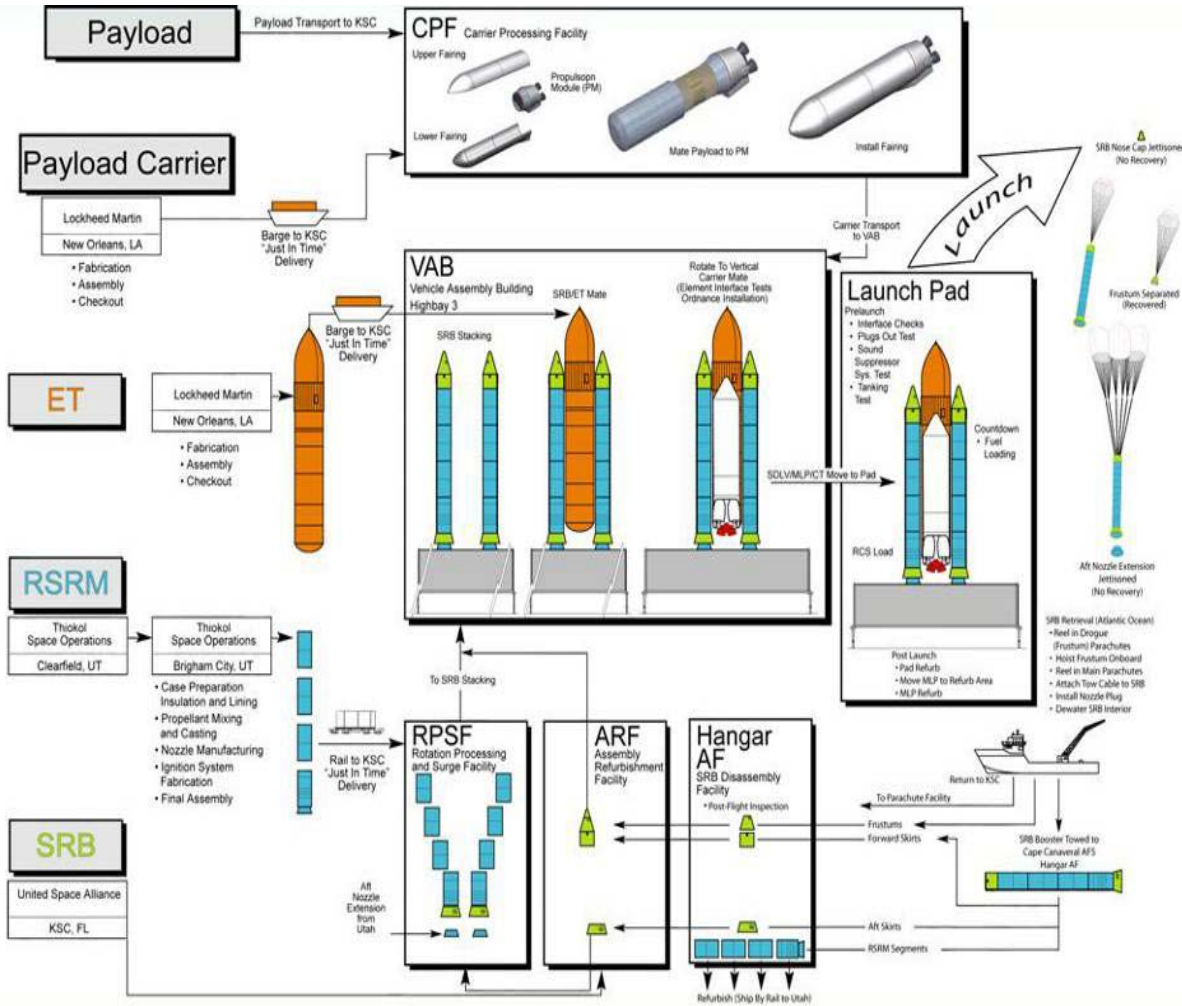 Payload
Payload Transport to KSC
CPF Carrier Processing Facility
Upper Fairing
Propulsopn
Module (PM)
Lower Fairing
Mate Payload to PM
Install Fairing
Payload Carrier
Lockheed Martin
New Orleans, LA
• Fabrication
• Assembly
• Checkout
Barge to KSC
"Just In Time"
Delivery
Carrier Transport
to VAB
Launch
SRB Nose Cap Jettisoned
(No Recovery)
Frustum Separated
(Recovered)
VAB
Vehicle Assembly Building
Highbay 3
SRB Stacking
SRB/ET Mate
Rotate To Vertical
Carrier Mate
(Element Interface Tests
Ordnance Installation)
Barge to KSC
"Just In Time"
Delivery
ET
Lockheed Martin
New Orleans, LA
• Fabrication
• Assembly
• Checkout
SDLV/MLP/CT Move to Pad
Launch Pad
Prelaunch
• Interface Checks
• Plugs Out Test
• Sound
Suppressor
Sys. Test
• Tanking
Test
Countdown
• Fuel
Loading
RCS Load
Post Launch
• Pad Refurb
• Move MLP to Refurb Area
• MLP Refurb
Aft Nozzle Extension
Jettisoned
(No Recovery)
SRB Retrieval (Atlantic Ocean)
• Reel in Drogue
(Frustum) Parachutes
• Hoist Frustum Onboard
• Reel in Main Parachutes
• Attach Tow Cable to SRB
• Install Nozzle Plug
• Dewater SRB Interior
RSRM
Thiokol
Space Operations
Clearfield, UT
Thiokol
Space Operations
Brigham City, UT
• Case Preparation
Insulation and Lining
• Propellant Mixing
and Casting
• Nozzle Manufacturing
• Ignition System
Fabrication
• Final Assembly
Rail to KSC
"Just In Time"
Delivery
To SRB Stacking
RPSF
Rotation Processing
and Surge Facility
Aft
Nozzle
Extension
from
Utah
ARF
Assembly
Refurbishment
Facility
Hangar
AF
SRB Disassembly
Facility
• Post-Flight Inspection
Return to KSC
To Parachute Facility
Frustums
Forward Skirts
SRB Booster Towed to
Cape Canaveral AFS
Hangar AF
Aft Skirts
RSRM Segments
Refurbish (Ship By Rail to Utah)
SRB
United Space Alliance
KSC, FL